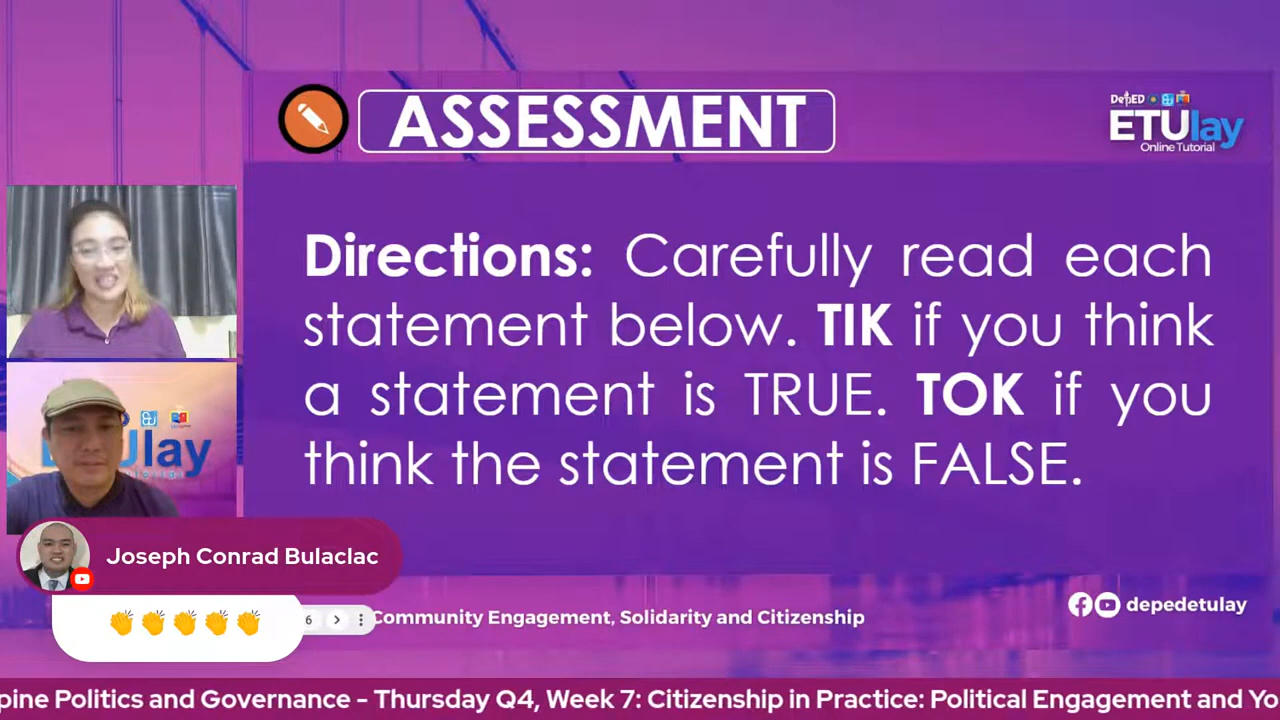 ASSESSMENT
DepED
ETUlay
Online Tutorial
Directions: Carefully read each
statement below. TIK if you think
a statement is TRUE. TOK if you
think the statement is FALSE.
lay
Joseph Conrad Bulaclac
👏 👏 👏 👏 👏
6
Community Engagement, Solidarity and Citizenship
depedetulay
pine Politics and Governance - Thursday Q4, Week 7: Citizenship in Practice: Political Engagement and Yo